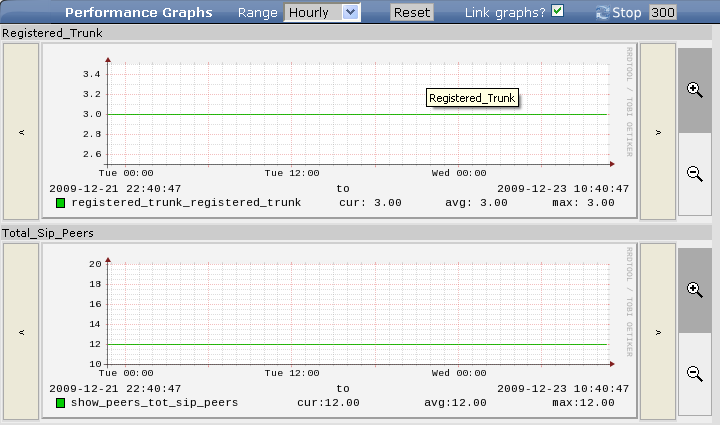 Performance Graphs Range Hourly Reset Link graphs? Stop 300
Registered_Trunk
<
3.4
3.2
3.0
2.8
2.6
Tue 00:00 Tue 12:00 Wed 00:00
2009-12-21 22:40:47 to 2009-12-23 10:40:47
registered_trunk_registered_trunk cur: 3.00 avg: 3.00 max: 3.00
Registered_Trunk
RRDTOOL / TOBI OETIKER
>
Total_Sip_Peers
<
20
18
16
14
12
10
Tue 00:00 Tue 12:00 Wed 00:00
2009-12-21 22:40:47 to 2009-12-23 10:40:47
show_peers_tot_sip_peers cur:12.00 avg:12.00 max:12.00
RRDTOOL / TOBI OETIKER
>